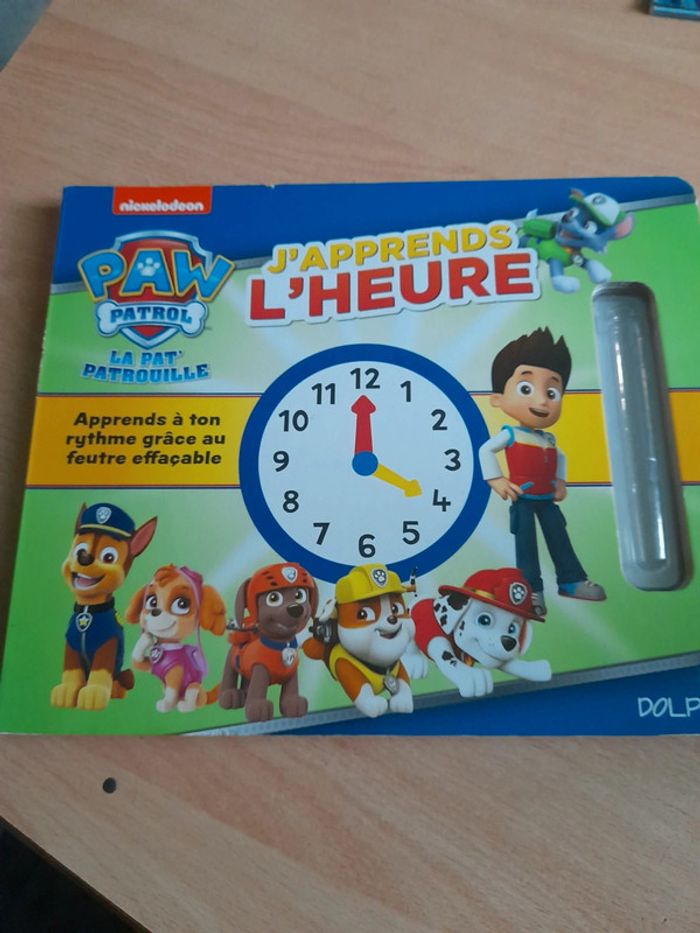 nickelodeon
PAW
PATROL
LA PAT'
PATROUILLE
J'APPRENDS
L'HEURE
Apprends à ton
rythme grâce au
feutre effaçable
12
11
1
10
2
9
3
8
4
7
5
6
DOLP